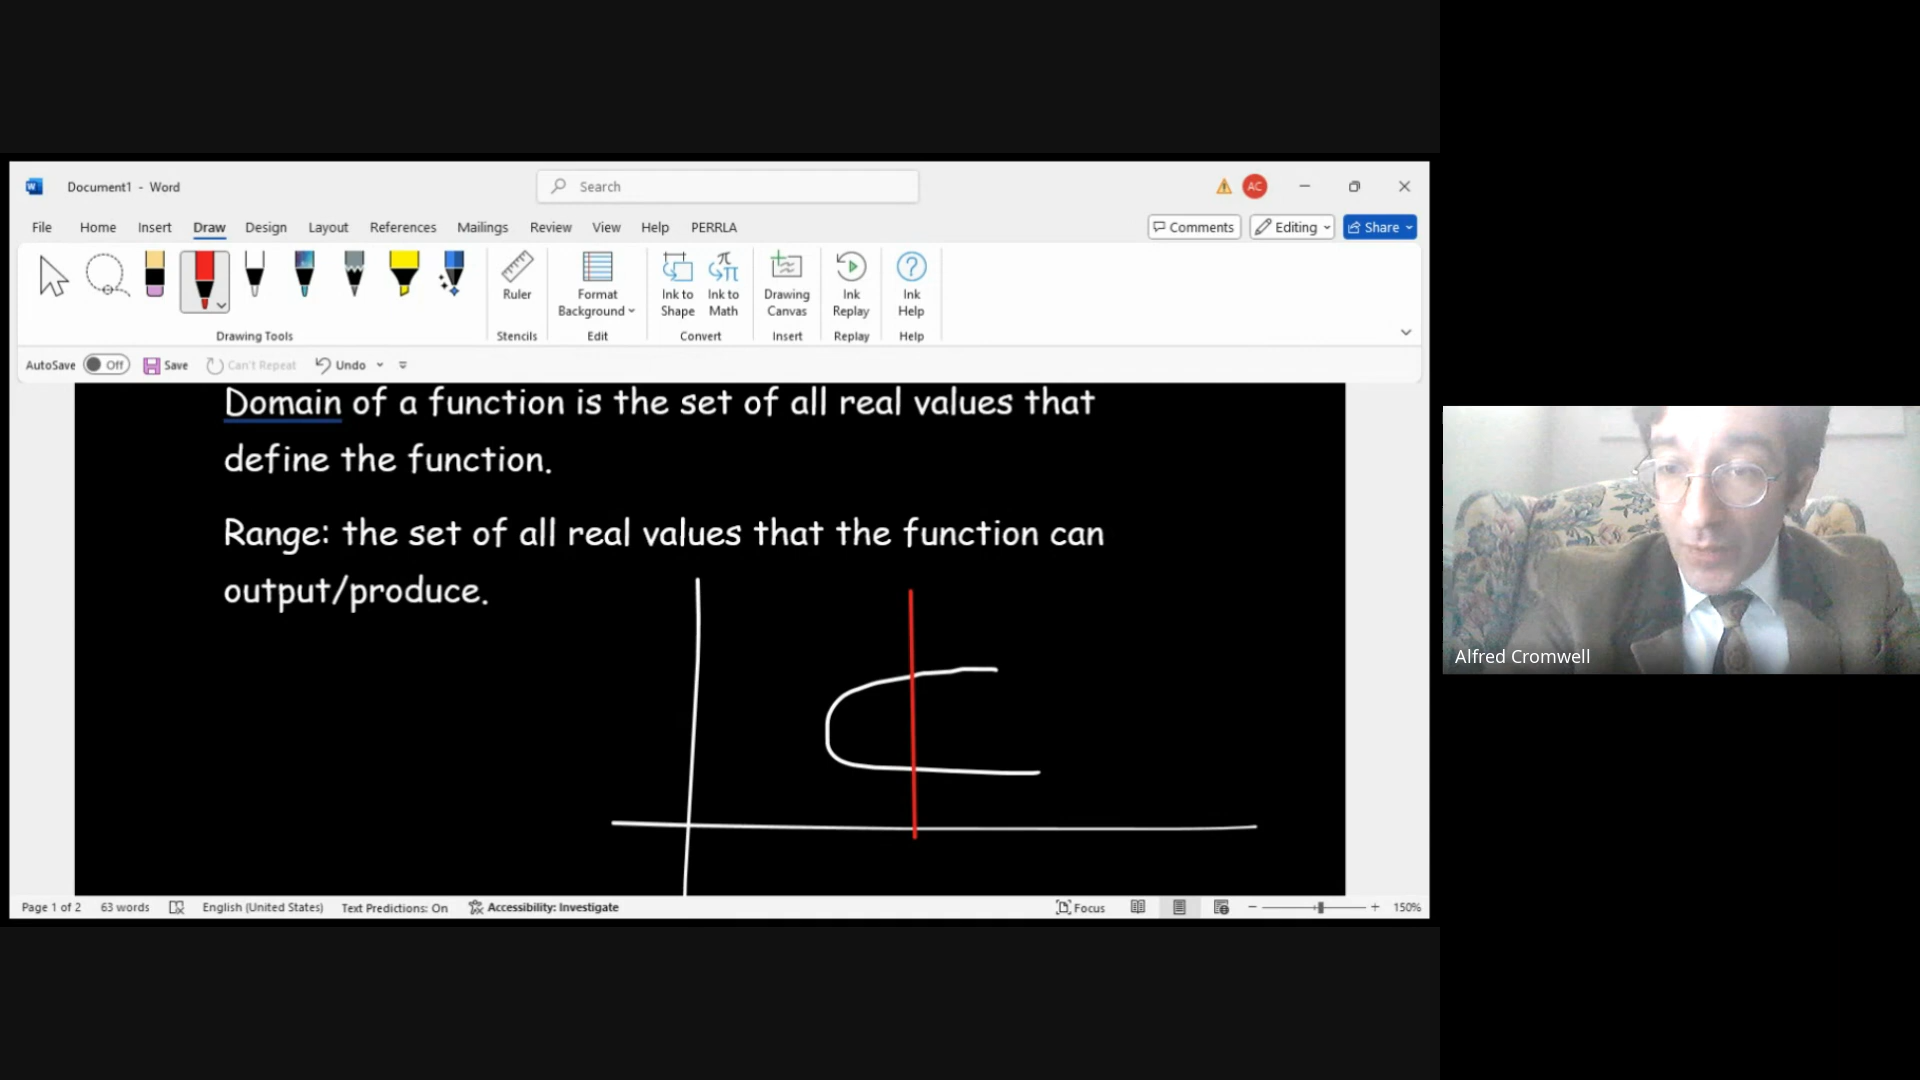 Document1 - Word
Search
AC
File Home Insert Draw Design Layout References Mailings Review View Help PERRLA
Comments Editing Share
Ruler
Format Background
Ink to Shape
Ink to Math
Drawing Canvas
Ink Replay
Ink Help
Drawing Tools Stencils Edit Convert Insert Replay Help
AutoSave Off Save Can't Repeat Undo
Domain of a function is the set of all real values that
define the function.
Range: the set of all real values that the function can
output/produce.
Alfred Cromwell
Page 1 of 2 63 words English (United States) Text Predictions: On Accessibility: Investigate Focus 150%